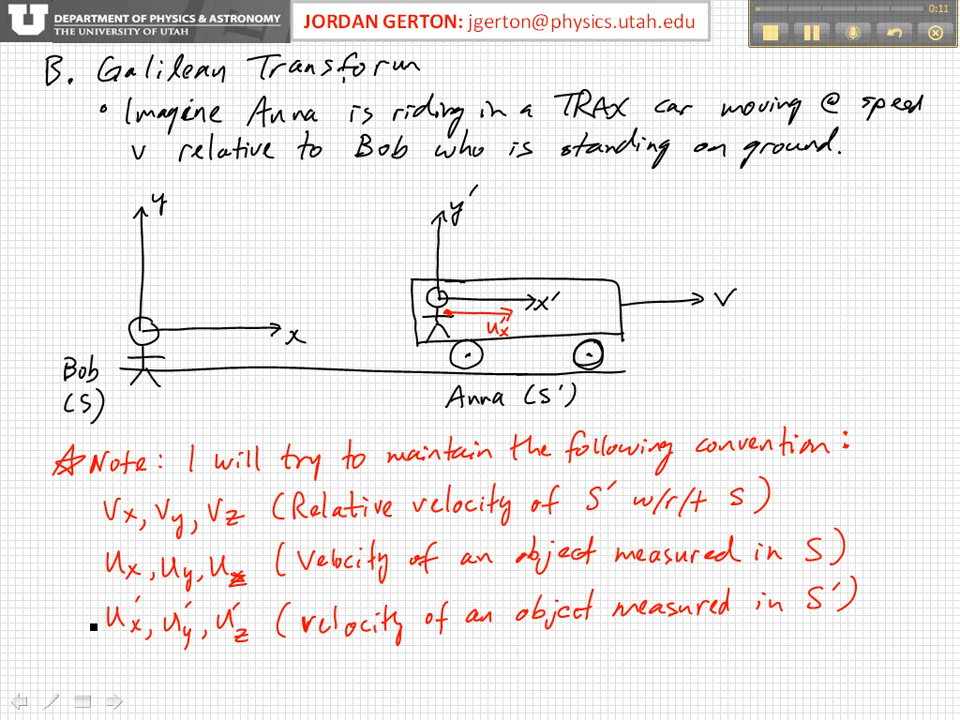 DEPARTMENT OF PHYSICS & ASTRONOMY
THE UNIVERSITY OF UTAH
JORDAN GERTON: jgerton@physics.utah.edu
0:11
B. Galilean Transform
• Imagine Anna is riding in a TRAX car moving @ speed
v relative to Bob who is standing on ground.
y
y′
x
x′
u′x
v
Bob
(S)
Anna (S′)
☆Note: I will try to maintain the following convention:
Vx, Vy, Vz (Relative velocity of S′ w/r/t S)
Ux, Uy, Uz (Velocity of an object measured in S)
U′x, U′y, U′z (velocity of an object measured in S′)